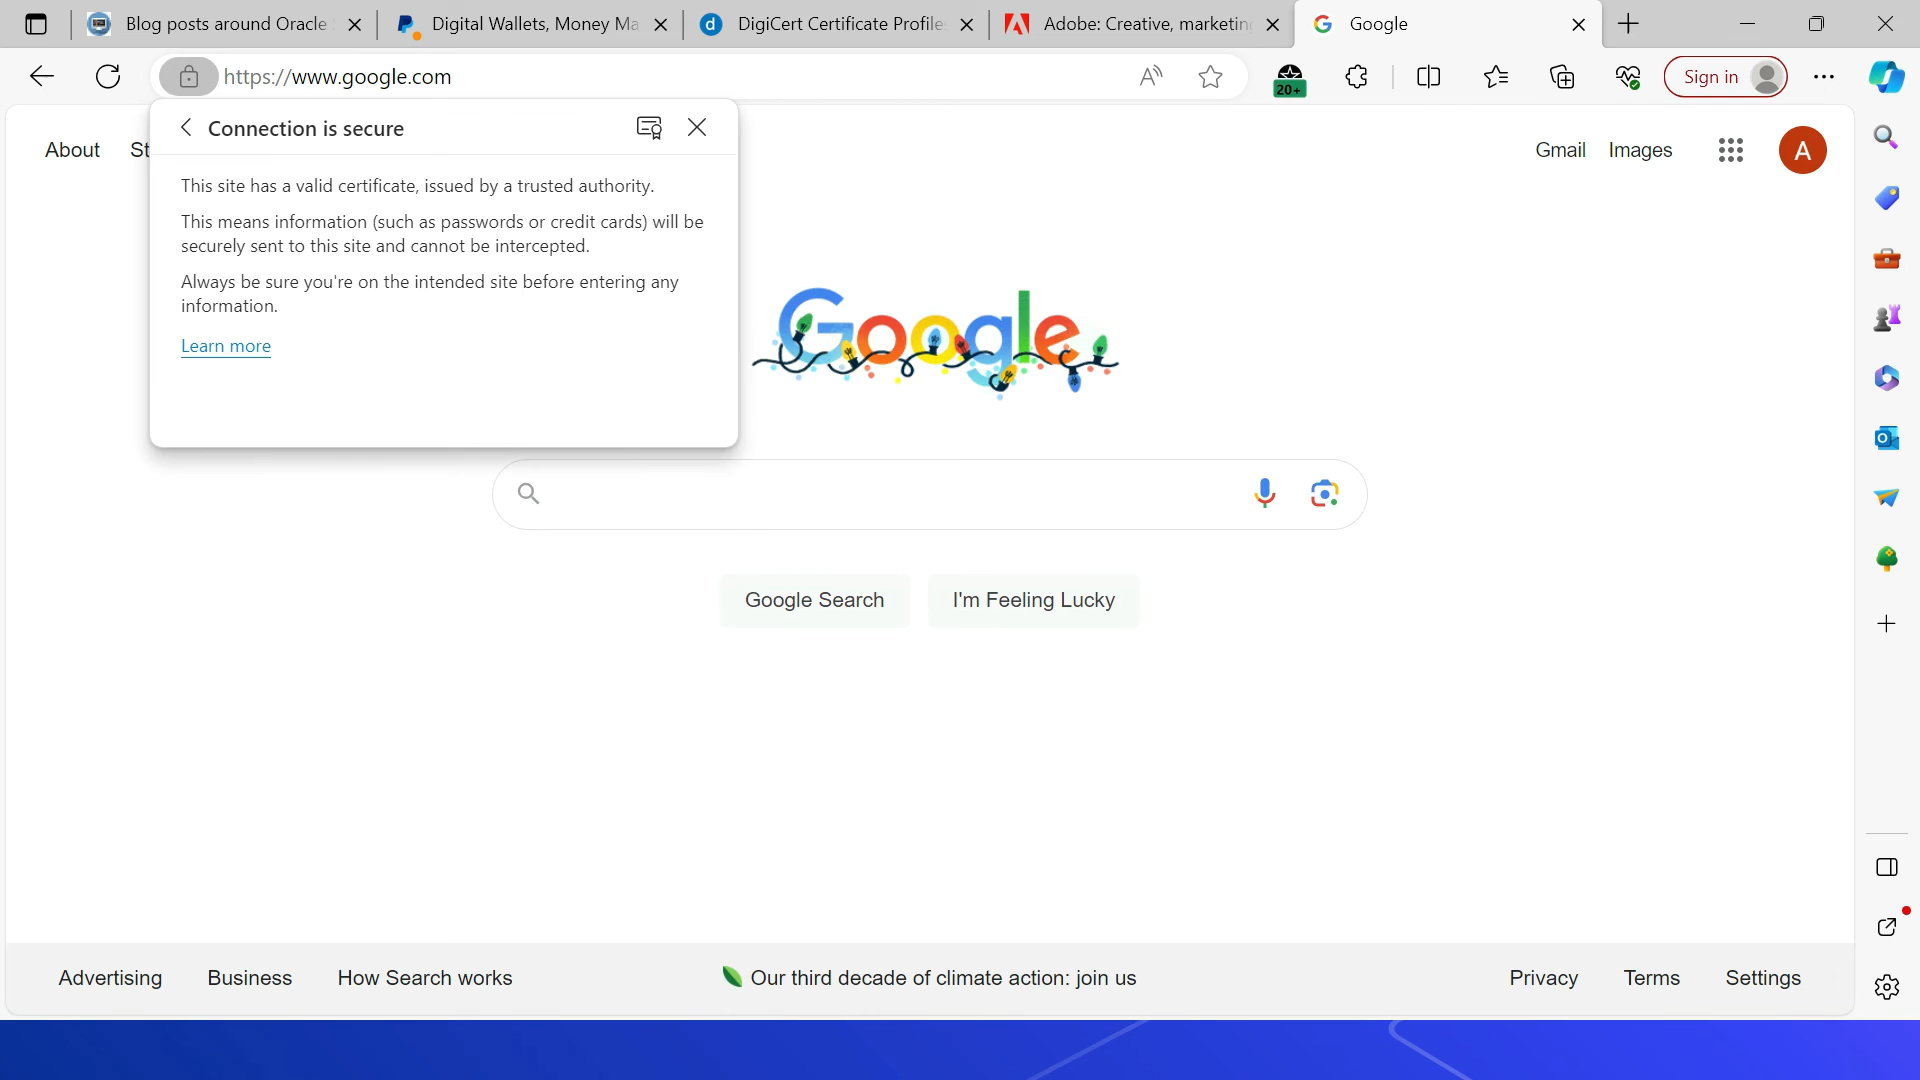 Blog posts around Oracle
Digital Wallets, Money Ma
DigiCert Certificate Profile
Adobe: Creative, marketing
Google
https://www.google.com
20+
Sign in
Connection is secure
This site has a valid certificate, issued by a trusted authority.
This means information (such as passwords or credit cards) will be
securely sent to this site and cannot be intercepted.
Always be sure you're on the intended site before entering any
information.
Learn more
About St
Gmail Images
A
Google
Google Search I'm Feeling Lucky
Advertising Business How Search works
Our third decade of climate action: join us
Privacy Terms Settings